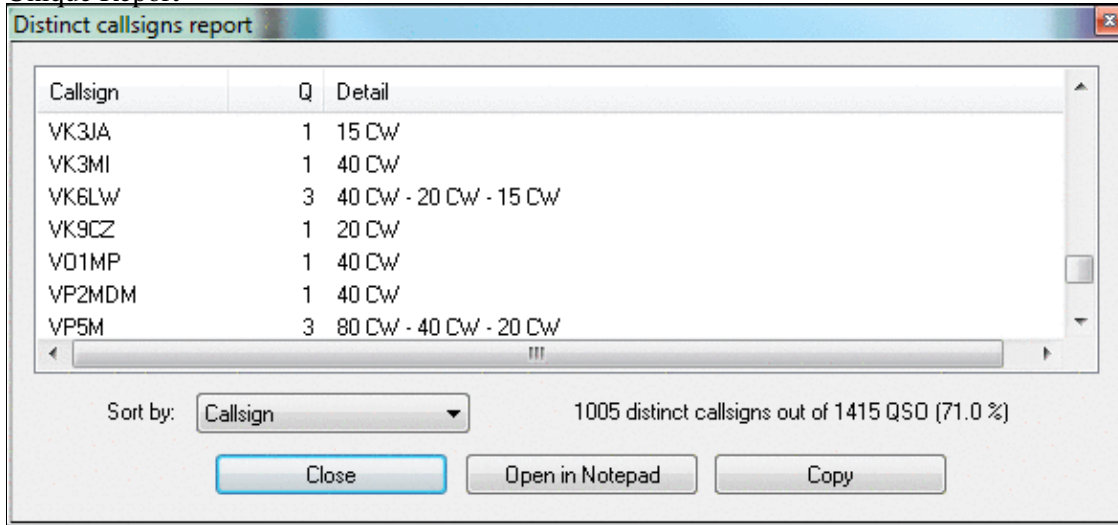 Distinct callsigns report
Callsign Q Detail
VK3JA 1 15 CW
VK3MI 1 40 CW
VK6LW 3 40 CW - 20 CW - 15 CW
VK9CZ 1 20 CW
VO1MP 1 40 CW
VP2MDM 1 40 CW
VP5M 3 80 CW - 40 CW - 20 CW
Sort by: Callsign 1005 distinct callsigns out of 1415 QSO (71.0 %)
Close Open in Notepad Copy